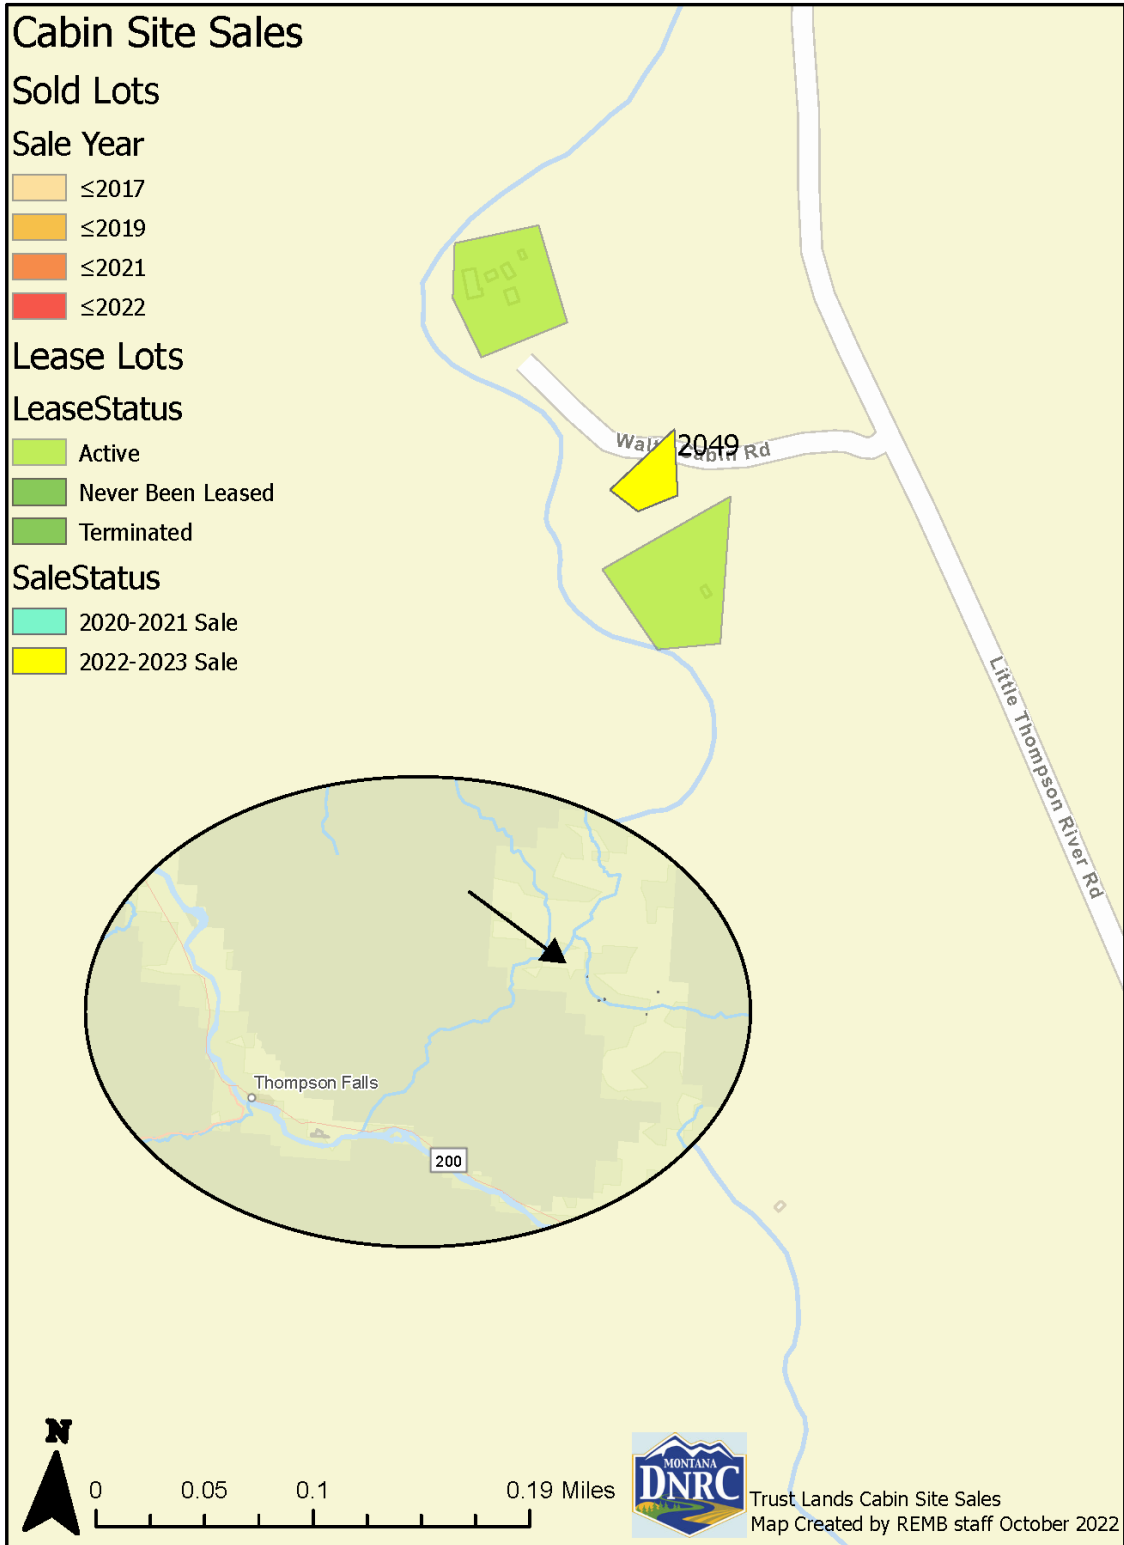 Cabin Site Sales
Sold Lots
Sale Year
≤2017
≤2019
≤2021
≤2022
Lease Lots
LeaseStatus
Active
Never Been Leased
Terminated
SaleStatus
2020-2021 Sale
2022-2023 Sale
2049
Cabin Rd
Little Thompson River Rd
Thompson Falls
200
N
0 0.05 0.1 0.19 Miles
MONTANA
DNRC
Trust Lands Cabin Site Sales
Map Created by REMB staff October 2022